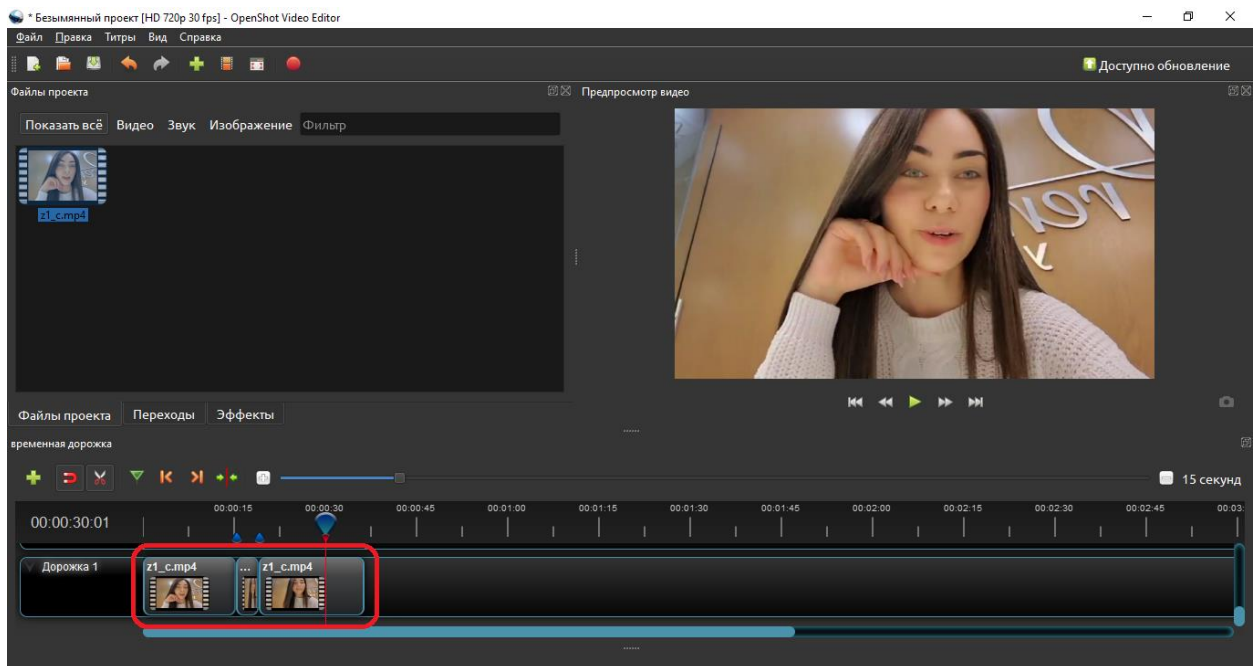 * Безымянный проект [HD 720p 30 fps] - OpenShot Video Editor
Файл Правка Титры Вид Справка
Доступно обновление
Файлы проекта
Предпросмотр видео
Показать всё Видео Звук Изображение Фильтр
z1_c.mp4
Файлы проекта Переходы Эффекты
временная дорожка
15 секунд
00:00:30:01
00:00:15 00:00:30 00:00:45 00:01:00 00:01:15 00:01:30 00:01:45 00:02:00 00:02:15 00:02:30 00:02:45 00:03:
Дорожка 1
z1_c.mp4 ... z1_c.mp4